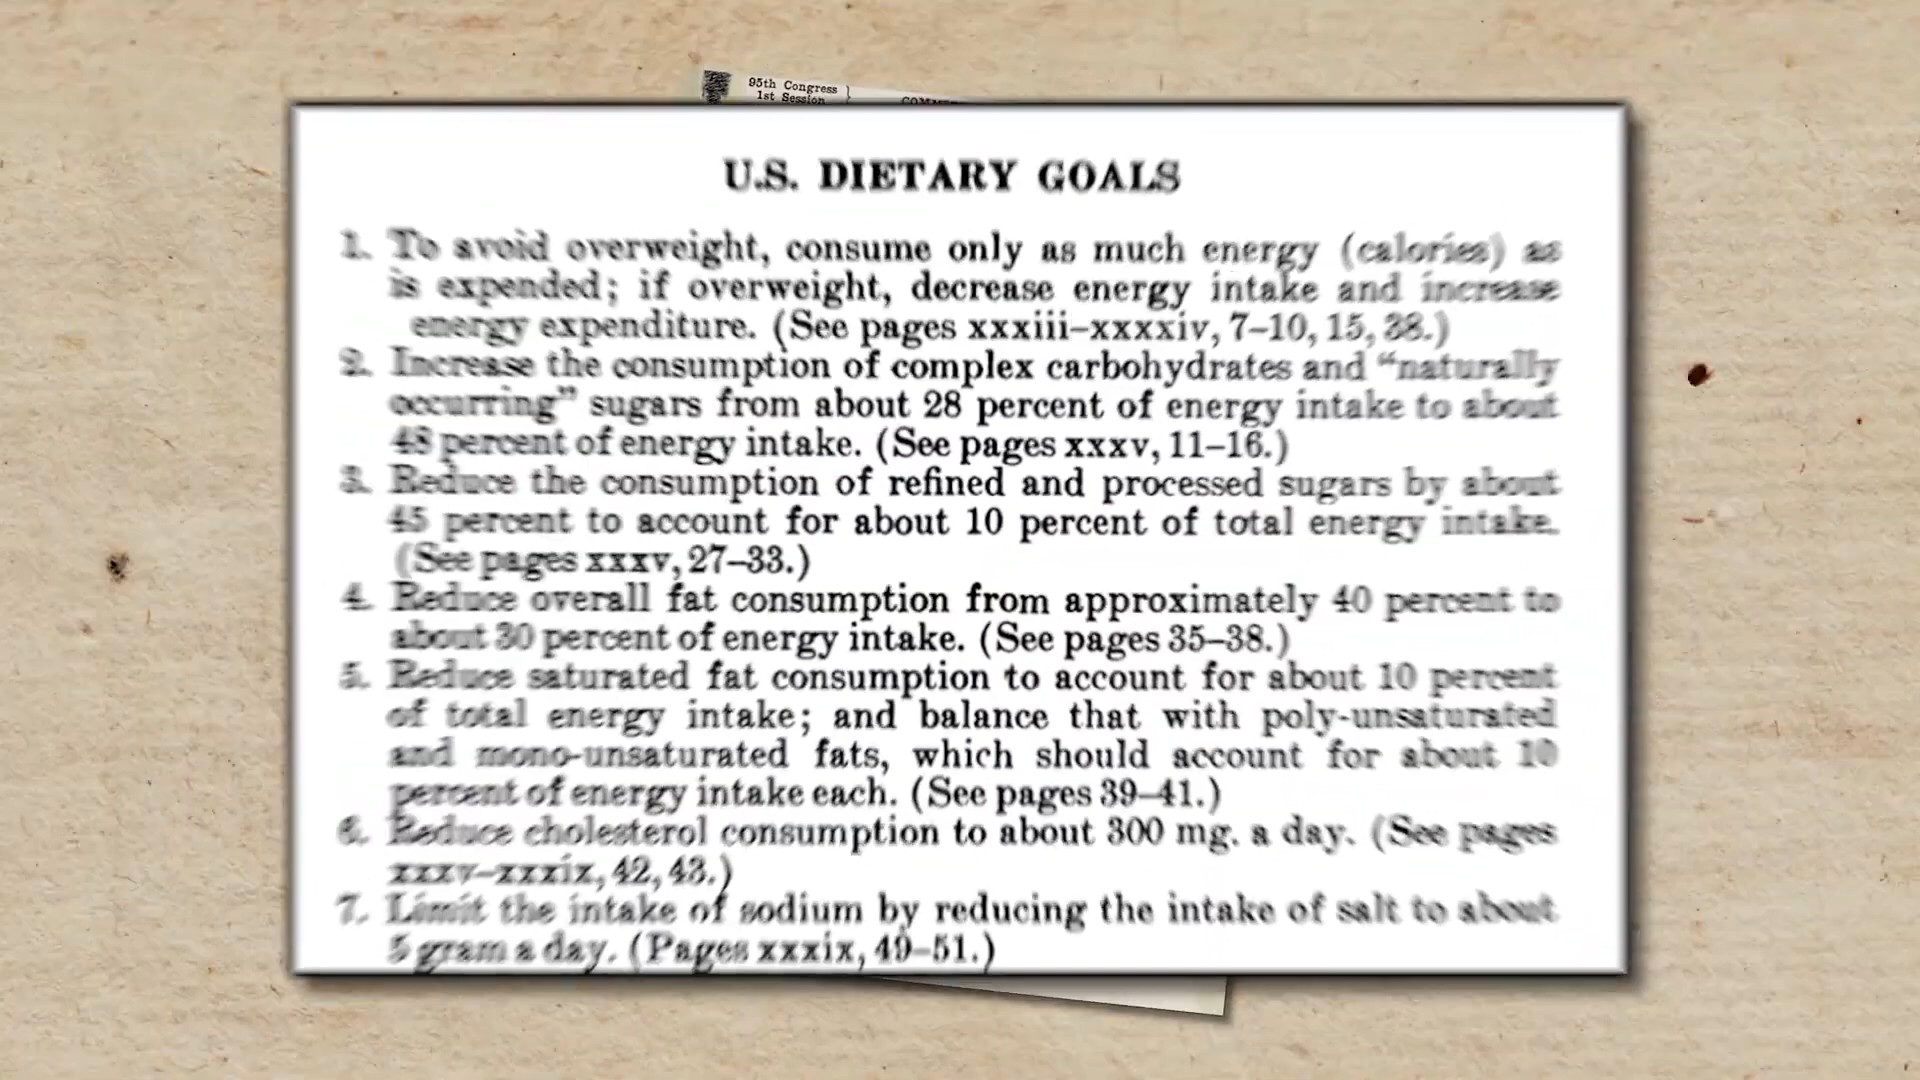 95th Congress
1st Session
U.S. DIETARY GOALS
1. To avoid overweight, consume only as much energy (calories) as
is expended; if overweight, decrease energy intake and increase
energy expenditure. (See pages xxxiii–xxxxiv, 7–10, 15, 38.)
2. Increase the consumption of complex carbohydrates and “naturally
occurring” sugars from about 28 percent of energy intake to about
48 percent of energy intake. (See pages xxxv, 11–16.)
3. Reduce the consumption of refined and processed sugars by about
45 percent to account for about 10 percent of total energy intake.
(See pages xxxv, 27–33.)
4. Reduce overall fat consumption from approximately 40 percent to
about 30 percent of energy intake. (See pages 35–38.)
5. Reduce saturated fat consumption to account for about 10 percent
of total energy intake; and balance that with poly-unsaturated
and mono-unsaturated fats, which should account for about 10
percent of energy intake each. (See pages 39–41.)
6. Reduce cholesterol consumption to about 300 mg. a day. (See pages
xxxv–xxxix, 42, 43.)
7. Limit the intake of sodium by reducing the intake of salt to about
5 gram a day. (Pages xxxix, 49–51.)